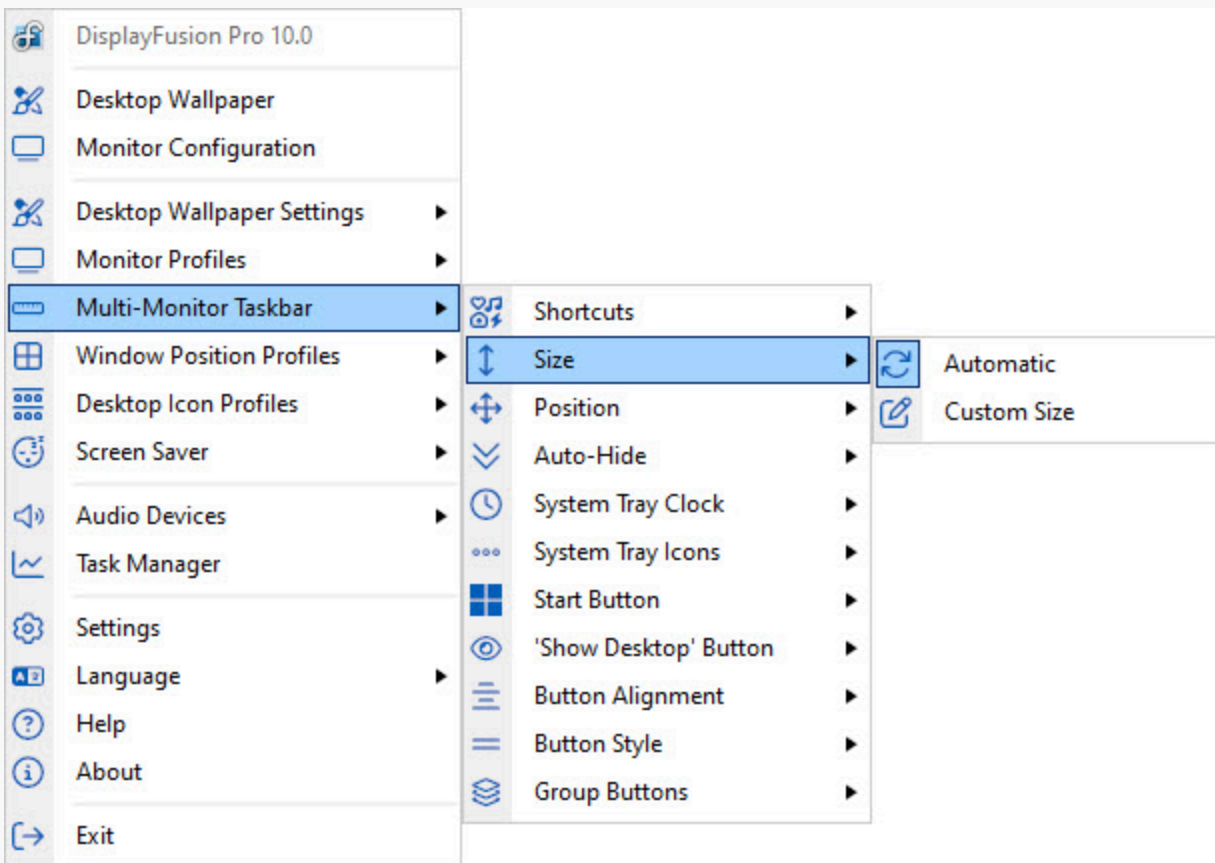 DisplayFusion Pro 10.0
Desktop Wallpaper
Monitor Configuration
Desktop Wallpaper Settings
Monitor Profiles
Multi-Monitor Taskbar
Window Position Profiles
Desktop Icon Profiles
Screen Saver
Audio Devices
Task Manager
Settings
Language
Help
About
Exit
Shortcuts
Size
Position
Auto-Hide
System Tray Clock
System Tray Icons
Start Button
'Show Desktop' Button
Button Alignment
Button Style
Group Buttons
Automatic
Custom Size